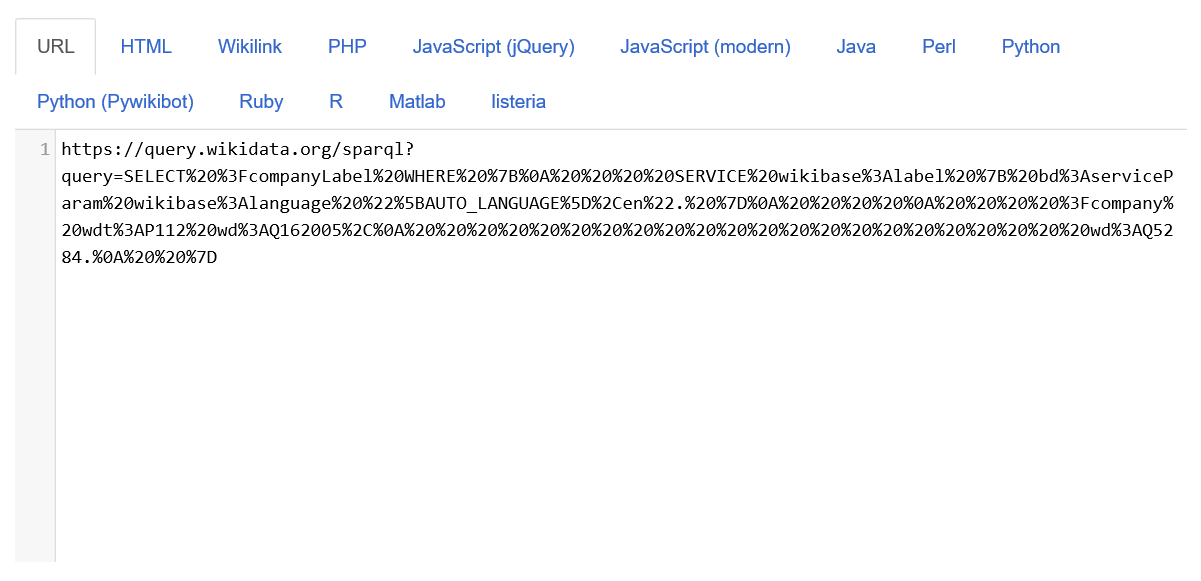 URL HTML Wikilink PHP JavaScript (jQuery) JavaScript (modern) Java Perl Python
Python (Pywikibot) Ruby R Matlab listeria
1 https://query.wikidata.org/sparql?
query=SELECT%20%3FcompanyLabel%20WHERE%20%7B%0A%20%20%20%20SERVICE%20wikibase%3Alabel%20%7B%20bd%3AserviceP
aram%20wikibase%3Alanguage%20%22%5BAUTO_LANGUAGE%5D%2Cen%22.%20%7D%0A%20%20%20%20%0A%20%20%20%20%3Fcompany%
20wdt%3AP112%20wd%3AQ162005%2C%0A%20%20%20%20%20%20%20%20%20%20%20%20%20%20%20%20%20%20%20%20%20wd%3AQ52
84.%0A%20%20%7D